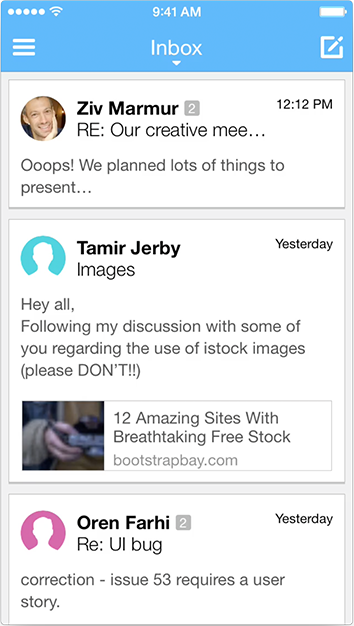 9:41 AM
Inbox
Ziv Marmur 2
12:12 PM
RE: Our creative mee…
Ooops! We planned lots of things to
present…
Tamir Jerby
Yesterday
Images
Hey all,
Following my discussion with some of
you regarding the use of istock images
(please DON'T!!)
12 Amazing Sites With
Breathtaking Free Stock
bootstrapbay.com
Oren Farhi 2
Yesterday
Re: UI bug
correction - issue 53 requires a user
story.